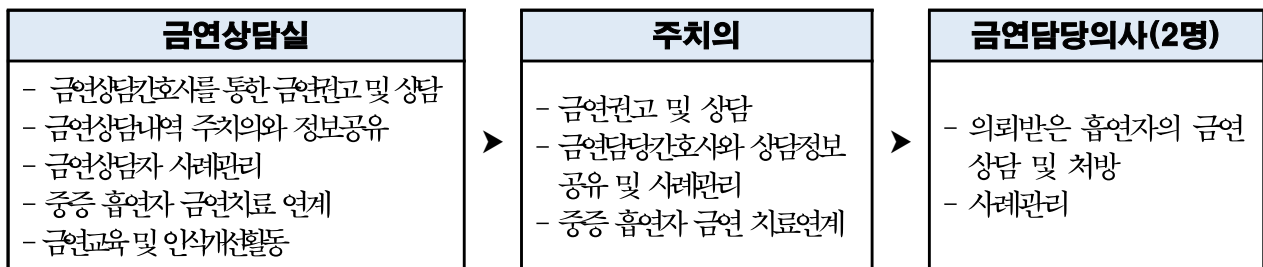 금연상담실
- 금연상담간호사를 통한 금연권고 및 상담
- 금연상담내역 주치의와 정보공유
- 금연상담자 사례관리
- 중증 흡연자 금연치료 연계
- 금연교육 및 인식개선활동
➤
주치의
- 금연권고 및 상담
- 금연담당간호사와 상담정보
공유 및 사례관리
- 중증 흡연자 금연 치료연계
➤
금연담당의사(2명)
- 의뢰받은 흡연자의 금연
상담 및 처방
- 사례관리